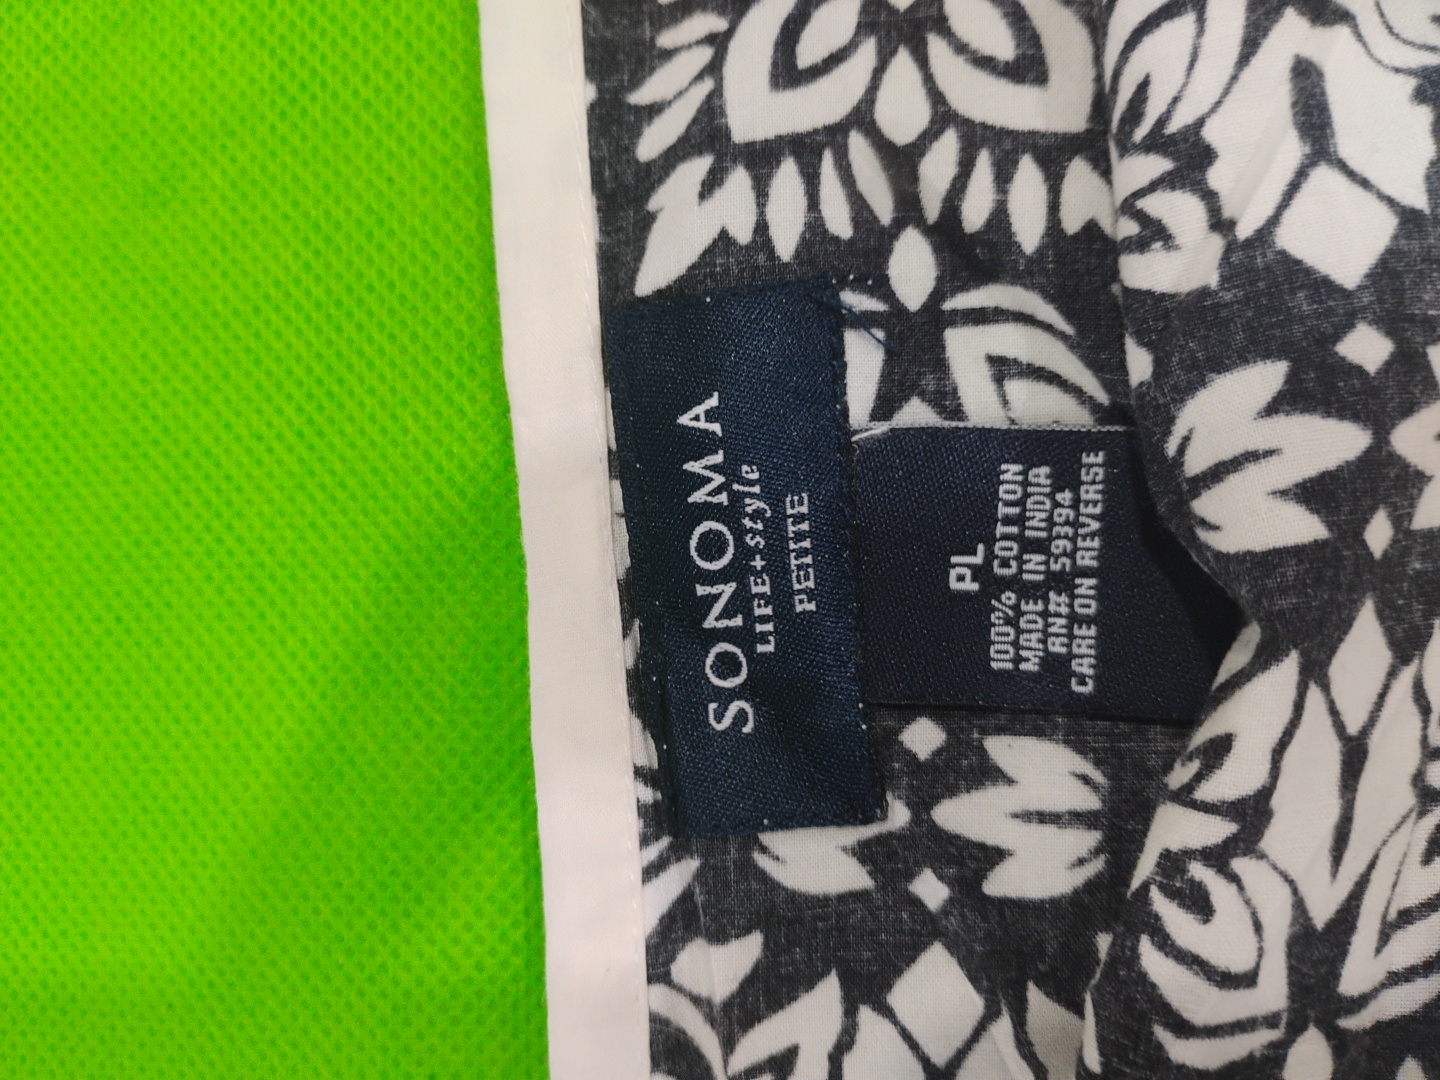 SONOMA
LIFE+style
PETITE
PL
100% COTTON
MADE IN INDIA
RN# 59394
CARE ON REVERSE